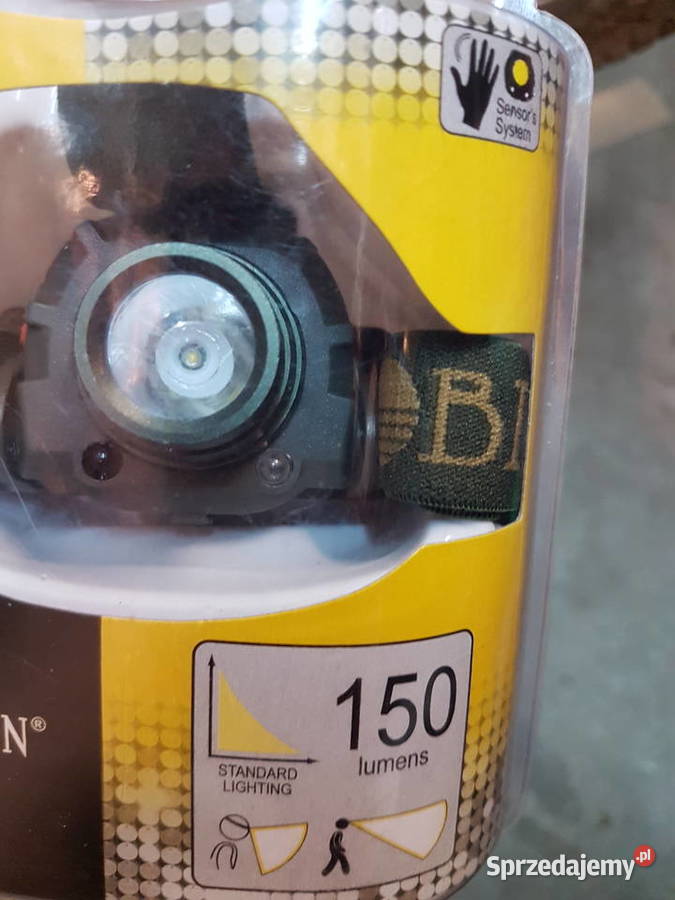 Sensor's
System
N®
150
lumens
STANDARD
LIGHTING
Sprzedajemy.pl